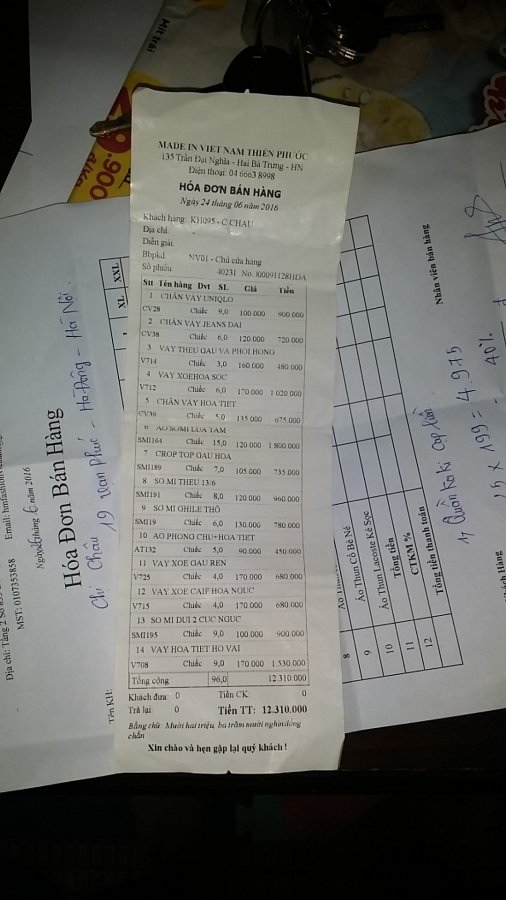 MADE IN VIET NAM THIÊN PHƯỚC
135 Trần Đại Nghĩa - Hai Bà Trưng - HN
Điện thoại: 04 6663 8998
HÓA ĐƠN BÁN HÀNG
Ngày 24 tháng 06 năm 2016
Khách hàng: KH095 - C CHAU
Địa chỉ:
Diễn giải:
Bbpkd NV01 - Chủ cửa hàng
Số phiếu 40231 No. J00091128HDA
Stt Tên hàng Dvt SL Giá Tiền
1 CHÂN VÁY UNIQLO
CV28 Chiếc 9,0 100.000 900.000
2 CHÂN VÁY JEANS DAI
CV38 Chiếc 6,0 120.000 720.000
3 VAY THEU GAU VA PHOI HONG
V714 Chiếc 3,0 160.000 480.000
4 VAY XOEHOA SOC
V712 Chiếc 6,0 170.000 1 020.000
5 CHÂN VÁY HOA TIET
CV36 Chiếc 5,0 135.000 675.000
6 AO SOMI LUA TAM
SMI164 Chiếc 15,0 120.000 1 800.000
7 CROP TOP GAU HOA
SMI189 Chiếc 7,0 105.000 735.000
8 SO MI THEU 13/6
SMI191 Chiếc 8,0 120.000 960.000
9 SO MI GHILE THÔ
SMI19 Chiếc 6,0 130.000 780.000
10 AO PHONG CHU+HOA TIET
AT132 Chiếc 5,0 90.000 450.000
11 VAY XOE GAU REN
V725 Chiếc 4,0 170.000 680.000
12 VAY XOE CAIF HOA NGUC
V715 Chiếc 4,0 170.000 680.000
13 SO MI DUI 2 CUC NGUC
SMI195 Chiếc 9,0 100.000 900.000
14 VAY HOA TIET HO VAI
V708 Chiếc 9,0 170.000 1.530.000
Tổng cộng 96,0 12.310.000
Khách đưa: 0 Tiền CK: 0
Trả lại: 0 Tiền TT: 12.310.000
Bằng chữ: Mười hai triệu, ba trăm mười nghìn đồng
chẵn
Xin chào và hẹn gặp lại quý khách !
Mít trái
.900
XL XXL
Hóa Đơn Bán Hàng
Ngày 26 tháng 6 năm 2016
Chị Châu 19 Vạn Phúc - Hà Đông - Hà Nội
MST: 0107353858
Địa chỉ: Tầng 2 Số
Email:
Tên KH:
8 Áo Thun Cổ Bẻ Nẻ
9 Áo Thun Lacoste Kẻ Sọc
10 Tổng tiền
11 CTKM %
12 Tổng tiền thanh toán
Nhân viên bán hàng
x 199 = 4.975
40%